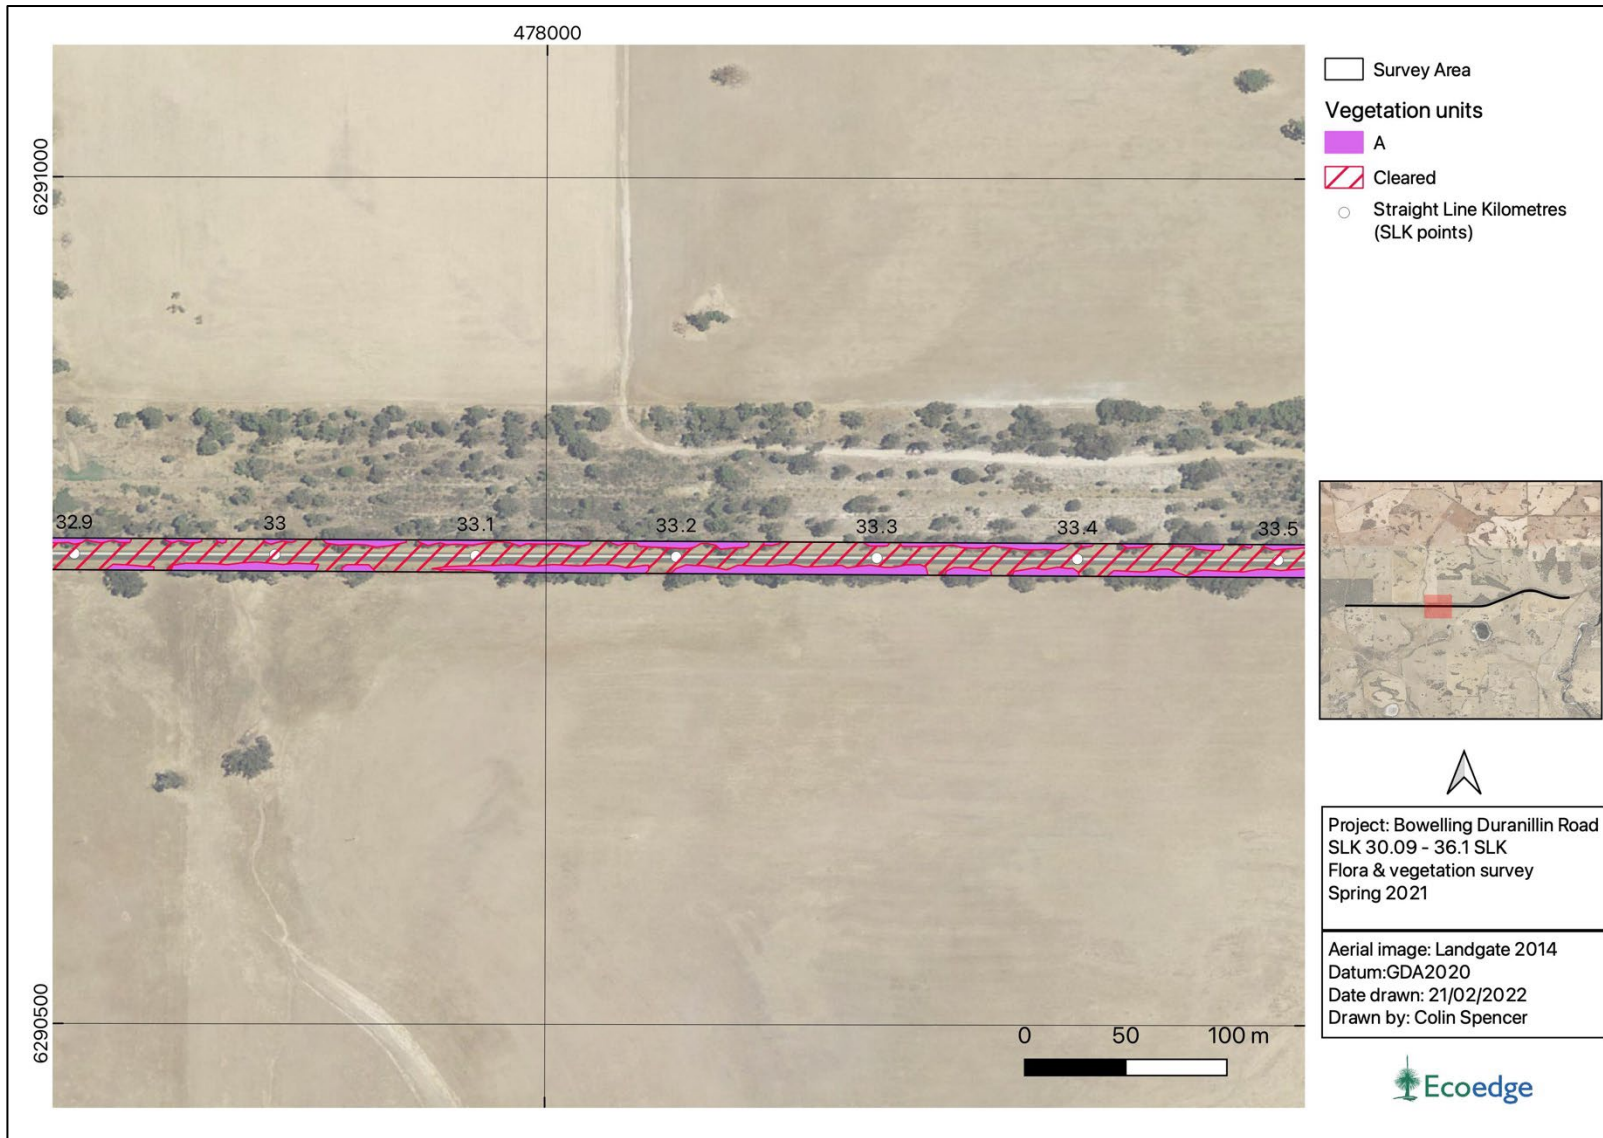 478000
6291000
6290500
32.9
33
33.1
33.2
33.3
33.4
33.5
0 50 100 m
Survey Area
Vegetation units
A
Cleared
Straight Line Kilometres
(SLK points)
Project: Bowelling Duranillin Road
SLK 30.09 - 36.1 SLK
Flora & vegetation survey
Spring 2021
Aerial image: Landgate 2014
Datum:GDA2020
Date drawn: 21/02/2022
Drawn by: Colin Spencer
Ecoedge